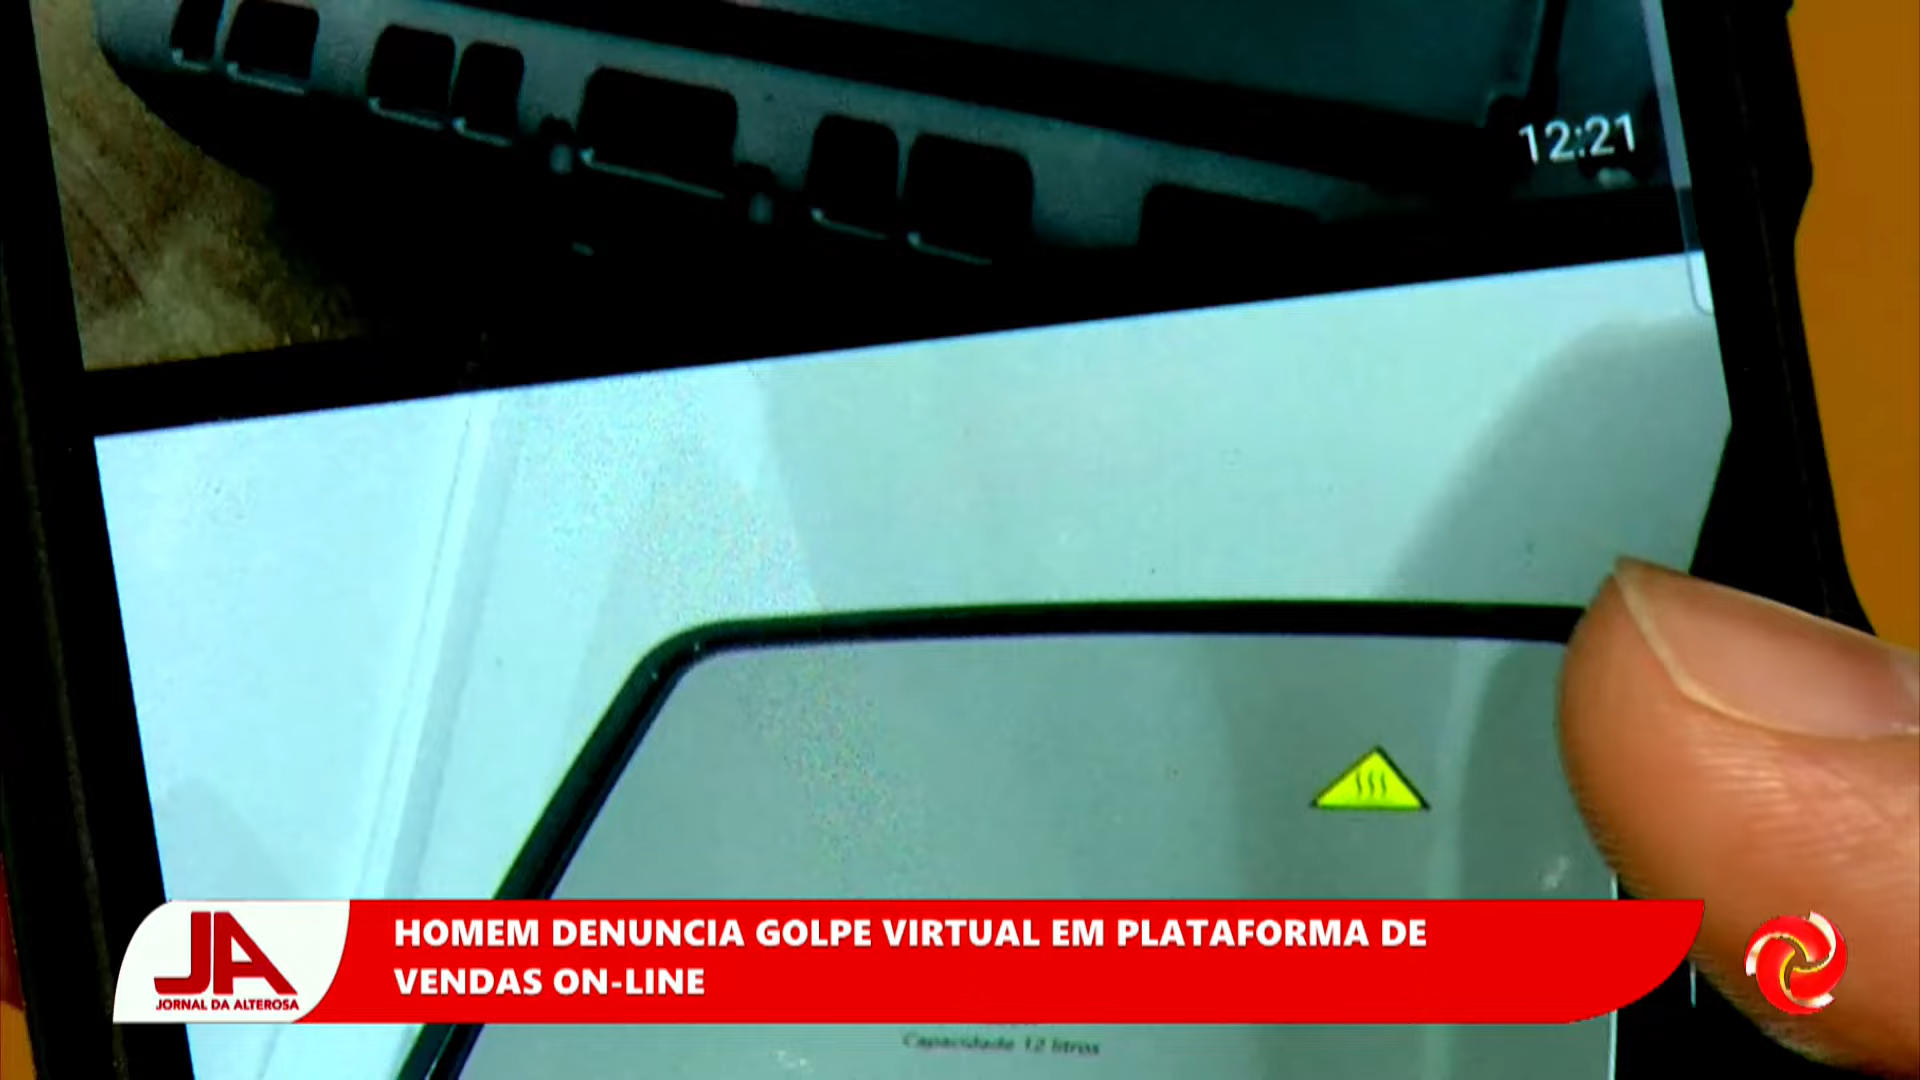 12:21
JA
JORNAL DA ALTEROSA
HOMEM DENUNCIA GOLPE VIRTUAL EM PLATAFORMA DE
VENDAS ON-LINE
Capacidade 12 litros